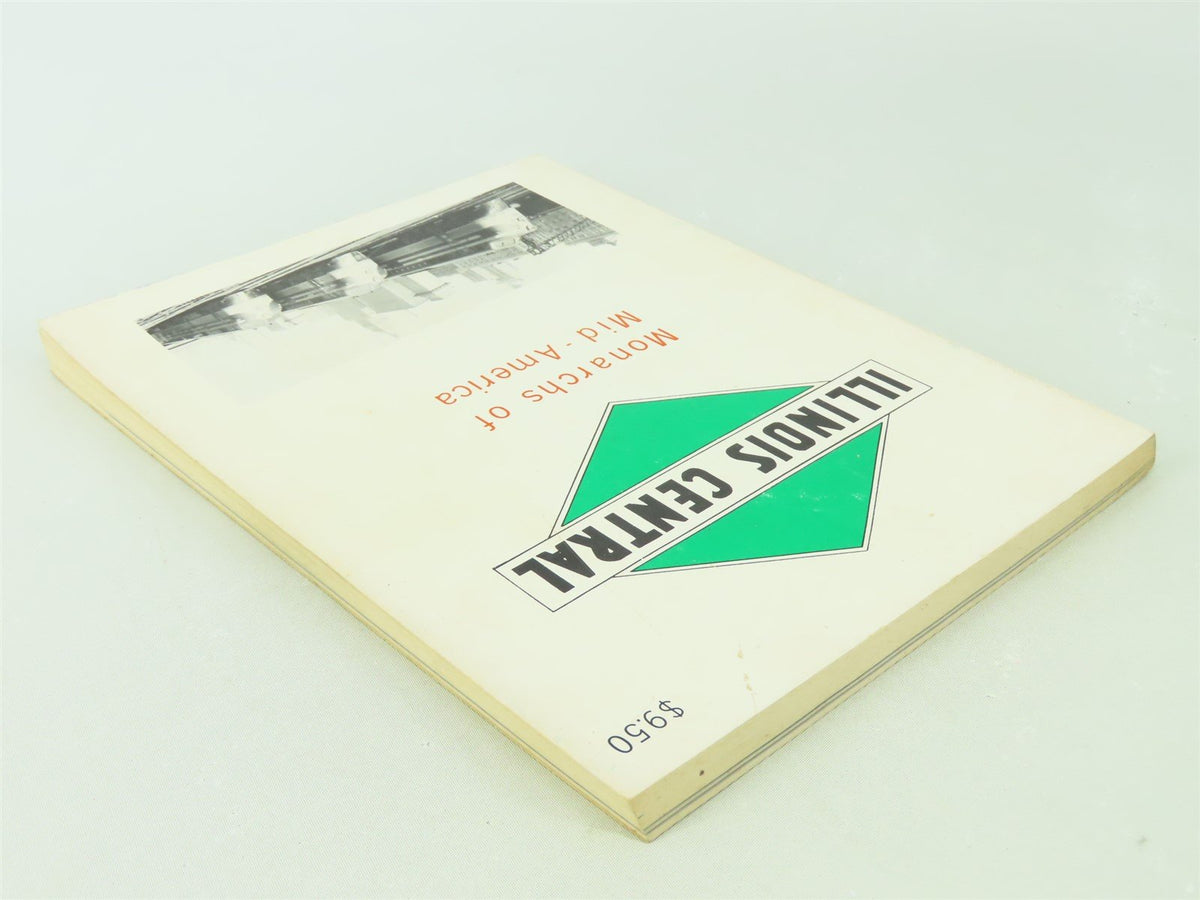 $9.50
ILLINOIS CENTRAL
Monarchs of
Mid-America